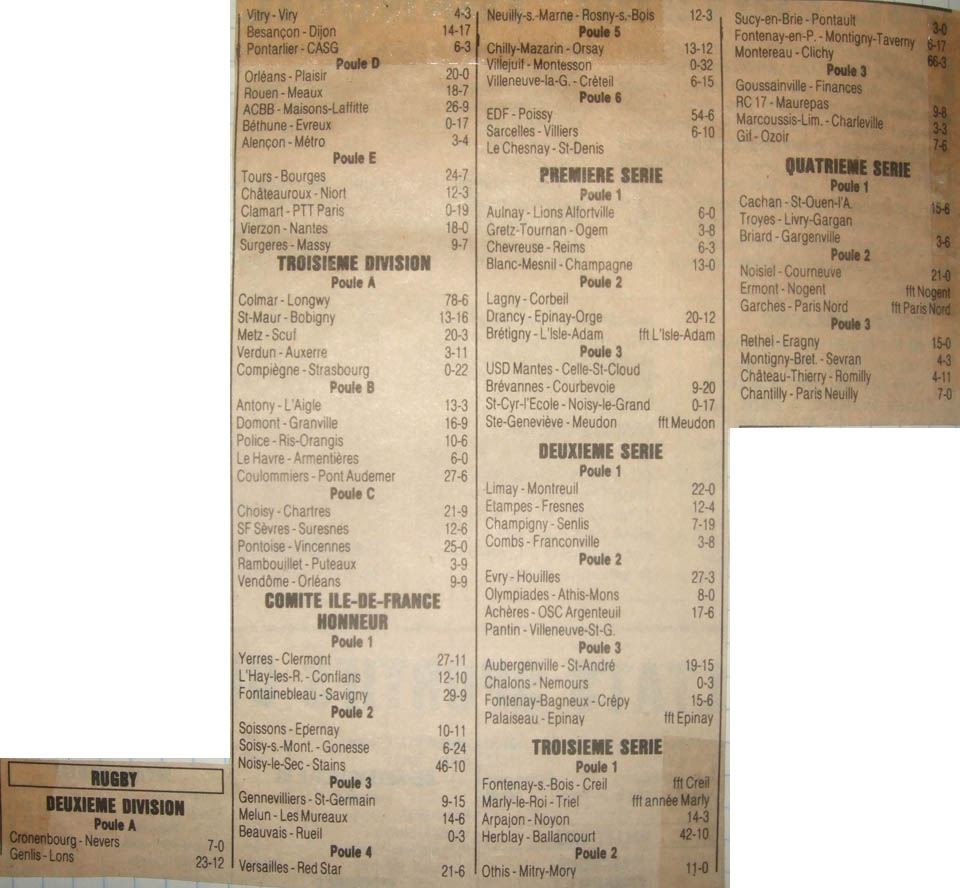 RUGBY
DEUXIEME DIVISION
Poule A
Cronenbourg - Nevers 7-0
Genlis - Lons 23-12
Vitry - Viry 4-3
Besançon - Dijon 14-17
Pontarlier - CASG 6-3
Poule D
Orléans - Plaisir 20-0
Rouen - Meaux 18-7
ACBB - Maisons-Laffitte 26-9
Béthune - Evreux 0-17
Alençon - Métro 3-4
Poule E
Tours - Bourges 24-7
Châteauroux - Niort 12-3
Clamart - PTT Paris 0-19
Vierzon - Nantes 18-0
Surgeres - Massy 9-7
TROISIEME DIVISION
Poule A
Colmar - Longwy 78-6
St-Maur - Bobigny 13-16
Metz - Scuf 20-3
Verdun - Auxerre 3-11
Compiègne - Strasbourg 0-22
Poule B
Antony - L'Aigle 13-3
Domont - Granville 16-9
Police - Ris-Orangis 10-6
Le Havre - Armentières 6-0
Coulommiers - Pont Audemer 27-6
Poule C
Choisy - Chartres 21-9
SF Sèvres - Suresnes 12-6
Pontoise - Vincennes 25-0
Rambouillet - Puteaux 3-9
Vendôme - Orléans 9-9
COMITE ILE-DE-FRANCE
HONNEUR
Poule 1
Yerres - Clermont 27-11
L'Hay-les-R. - Conflans 12-10
Fontainebleau - Savigny 29-9
Poule 2
Soissons - Epernay 10-11
Soisy-s.-Mont. - Gonesse 6-24
Noisy-le-Sec - Stains 46-10
Poule 3
Gennevilliers - St-Germain 9-15
Melun - Les Mureaux 14-6
Beauvais - Rueil 0-3
Poule 4
Versailles - Red Star 21-6
Neuilly-s.-Marne - Rosny-s.-Bois 12-3
Poule 5
Chilly-Mazarin - Orsay 13-12
Villejuif - Montesson 0-32
Villeneuve-la-G. - Créteil 6-15
Poule 6
EDF - Poissy 54-6
Sarcelles - Villiers 6-10
Le Chesnay - St-Denis
PREMIERE SERIE
Poule 1
Aulnay - Lions Alfortville 6-0
Gretz-Tournan - Ogem 3-8
Chevreuse - Reims 6-3
Blanc-Mesnil - Champagne 13-0
Poule 2
Lagny - Corbeil
Drancy - Epinay-Orge 20-12
Brétigny - L'Isle-Adam fft L'Isle-Adam
Poule 3
USD Mantes - Celle-St-Cloud
Brévannes - Courbevoie 9-20
St-Cyr-l'Ecole - Noisy-le-Grand 0-17
Ste-Geneviève - Meudon fft Meudon
DEUXIEME SERIE
Poule 1
Limay - Montreuil 22-0
Etampes - Fresnes 12-4
Champigny - Senlis 7-19
Combs - Franconville 3-8
Poule 2
Evry - Houilles 27-3
Olympiades - Athis-Mons 8-0
Achères - OSC Argenteuil 17-6
Pantin - Villeneuve-St-G.
Poule 3
Aubergenville - St-André 19-15
Chalons - Nemours 0-3
Fontenay-Bagneux - Crépy 15-6
Palaiseau - Epinay fft Epinay
TROISIEME SERIE
Poule 1
Fontenay-s.-Bois - Creil fft Creil
Marly-le-Roi - Triel fft année Marly
Arpajon - Noyon 14-3
Herblay - Ballancourt 42-10
Poule 2
Othis - Mitry-Mory 11-0
Sucy-en-Brie - Pontault 3-0
Fontenay-en-P. - Montigny-Taverny 6-17
Montereau - Clichy 66-3
Poule 3
Goussainville - Finances
RC 17 - Maurepas 9-8
Marcoussis-Lim. - Charleville 3-3
Gif - Ozoir 7-6
QUATRIEME SERIE
Poule 1
Cachan - St-Ouen-l'A. 15-6
Troyes - Livry-Gargan
Briard - Gargenville 3-6
Poule 2
Noisiel - Courneuve 21-0
Ermont - Nogent fft Nogent
Garches - Paris Nord fft Paris Nord
Poule 3
Rethel - Eragny 15-0
Montigny-Bret. - Sevran 4-3
Château-Thierry - Romilly 4-11
Chantilly - Paris Neuilly 7-0